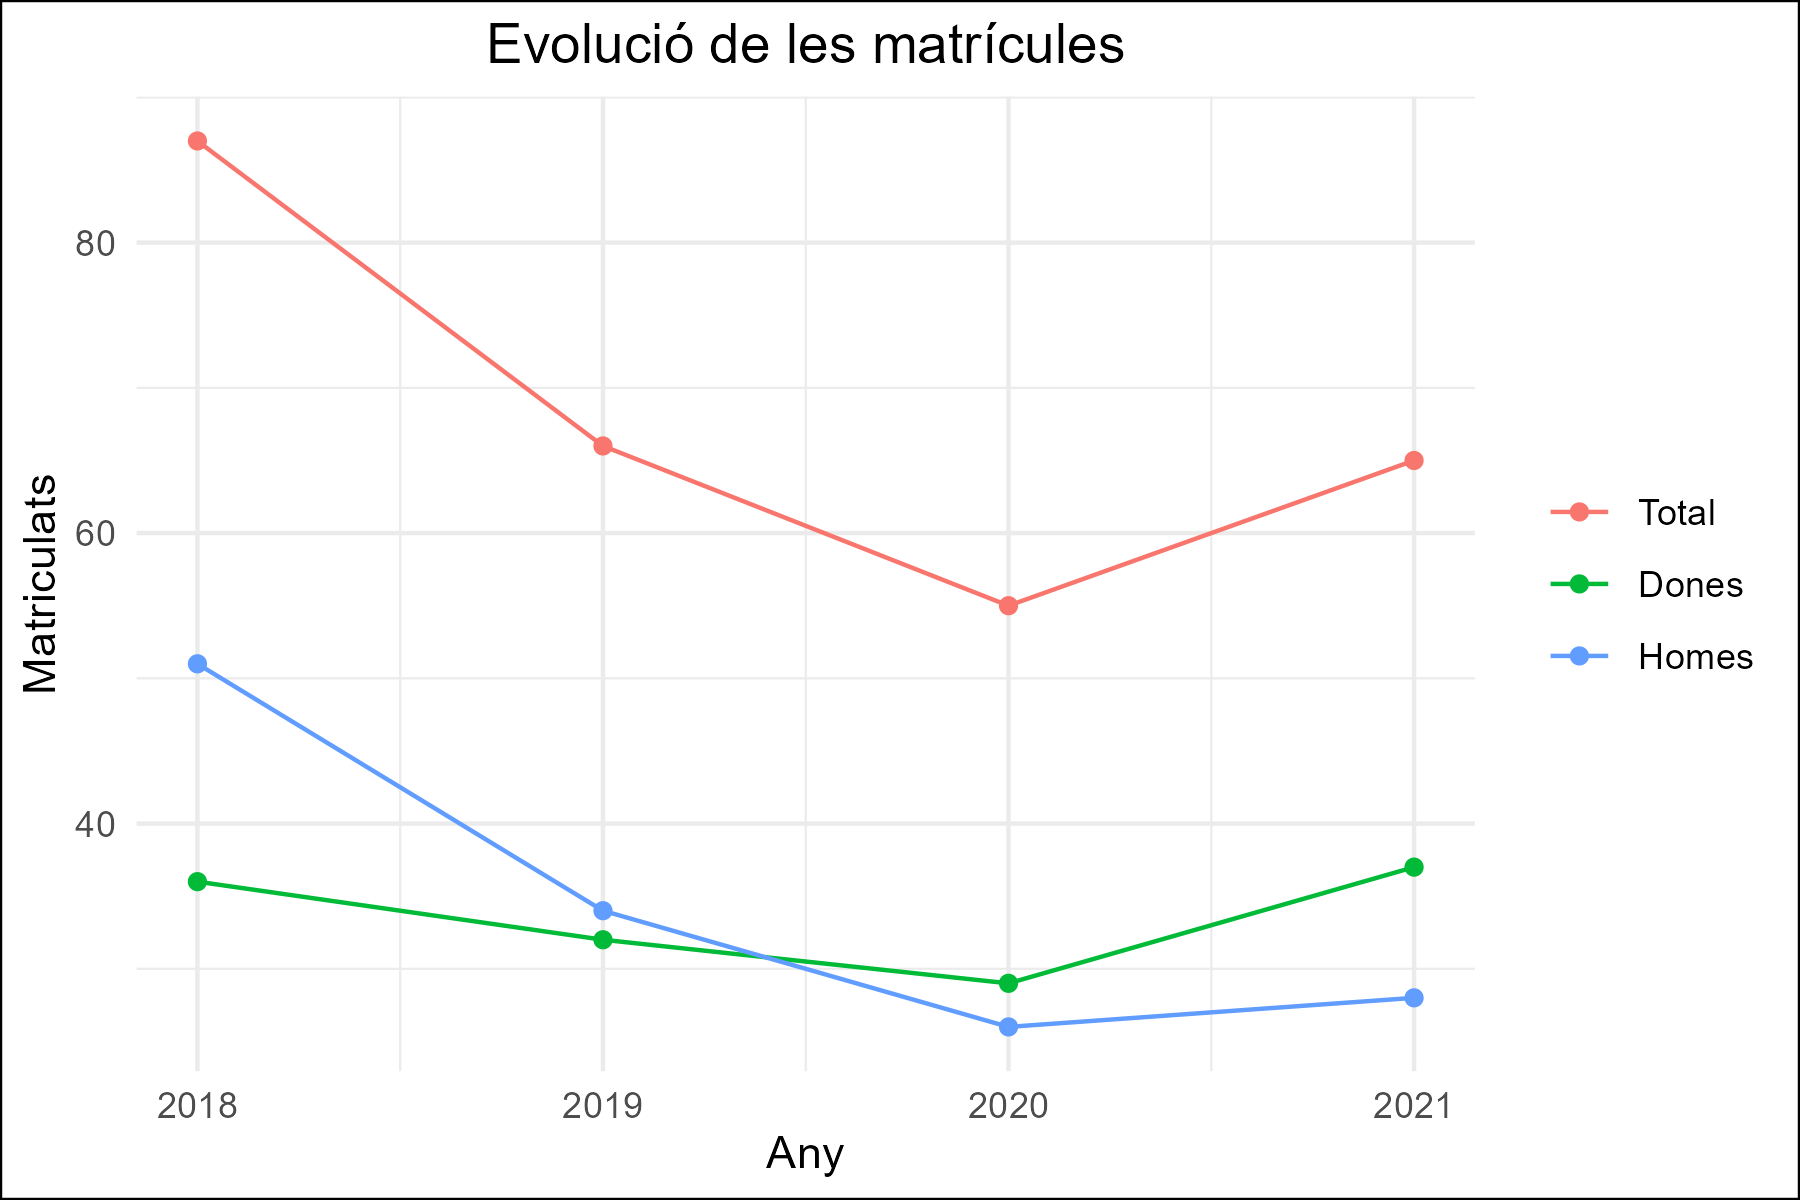 Evolució de les matrícules
80
60
40
Matriculats
2018
2019
2020
2021
Any
Total
Dones
Homes